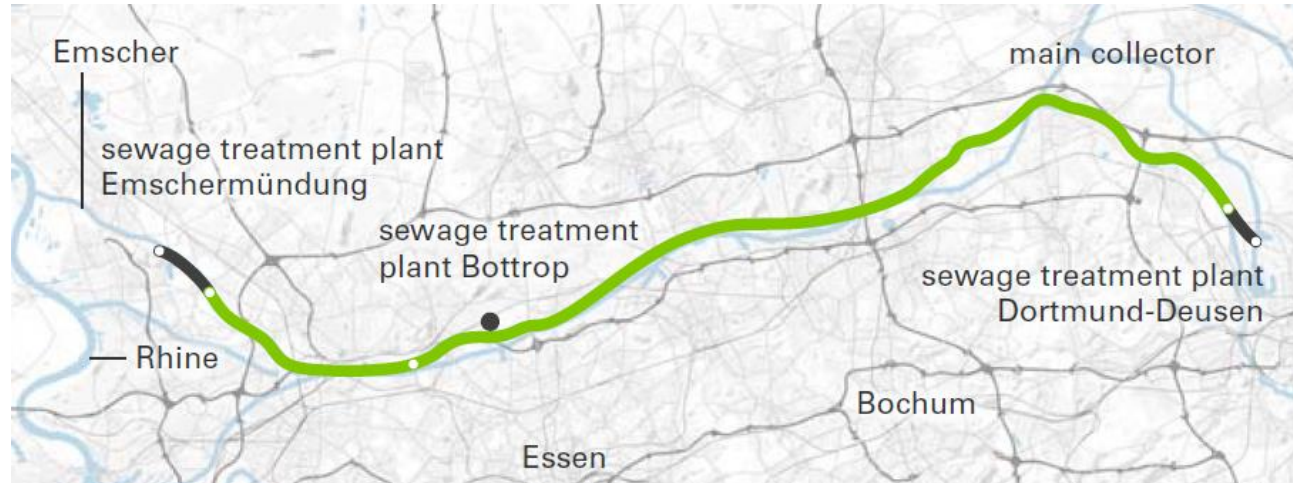 Emscher
main collector
sewage treatment plant
Emschermündung
sewage treatment
plant Bottrop
sewage treatment plant
Dortmund-Deusen
Rhine
Bochum
Essen